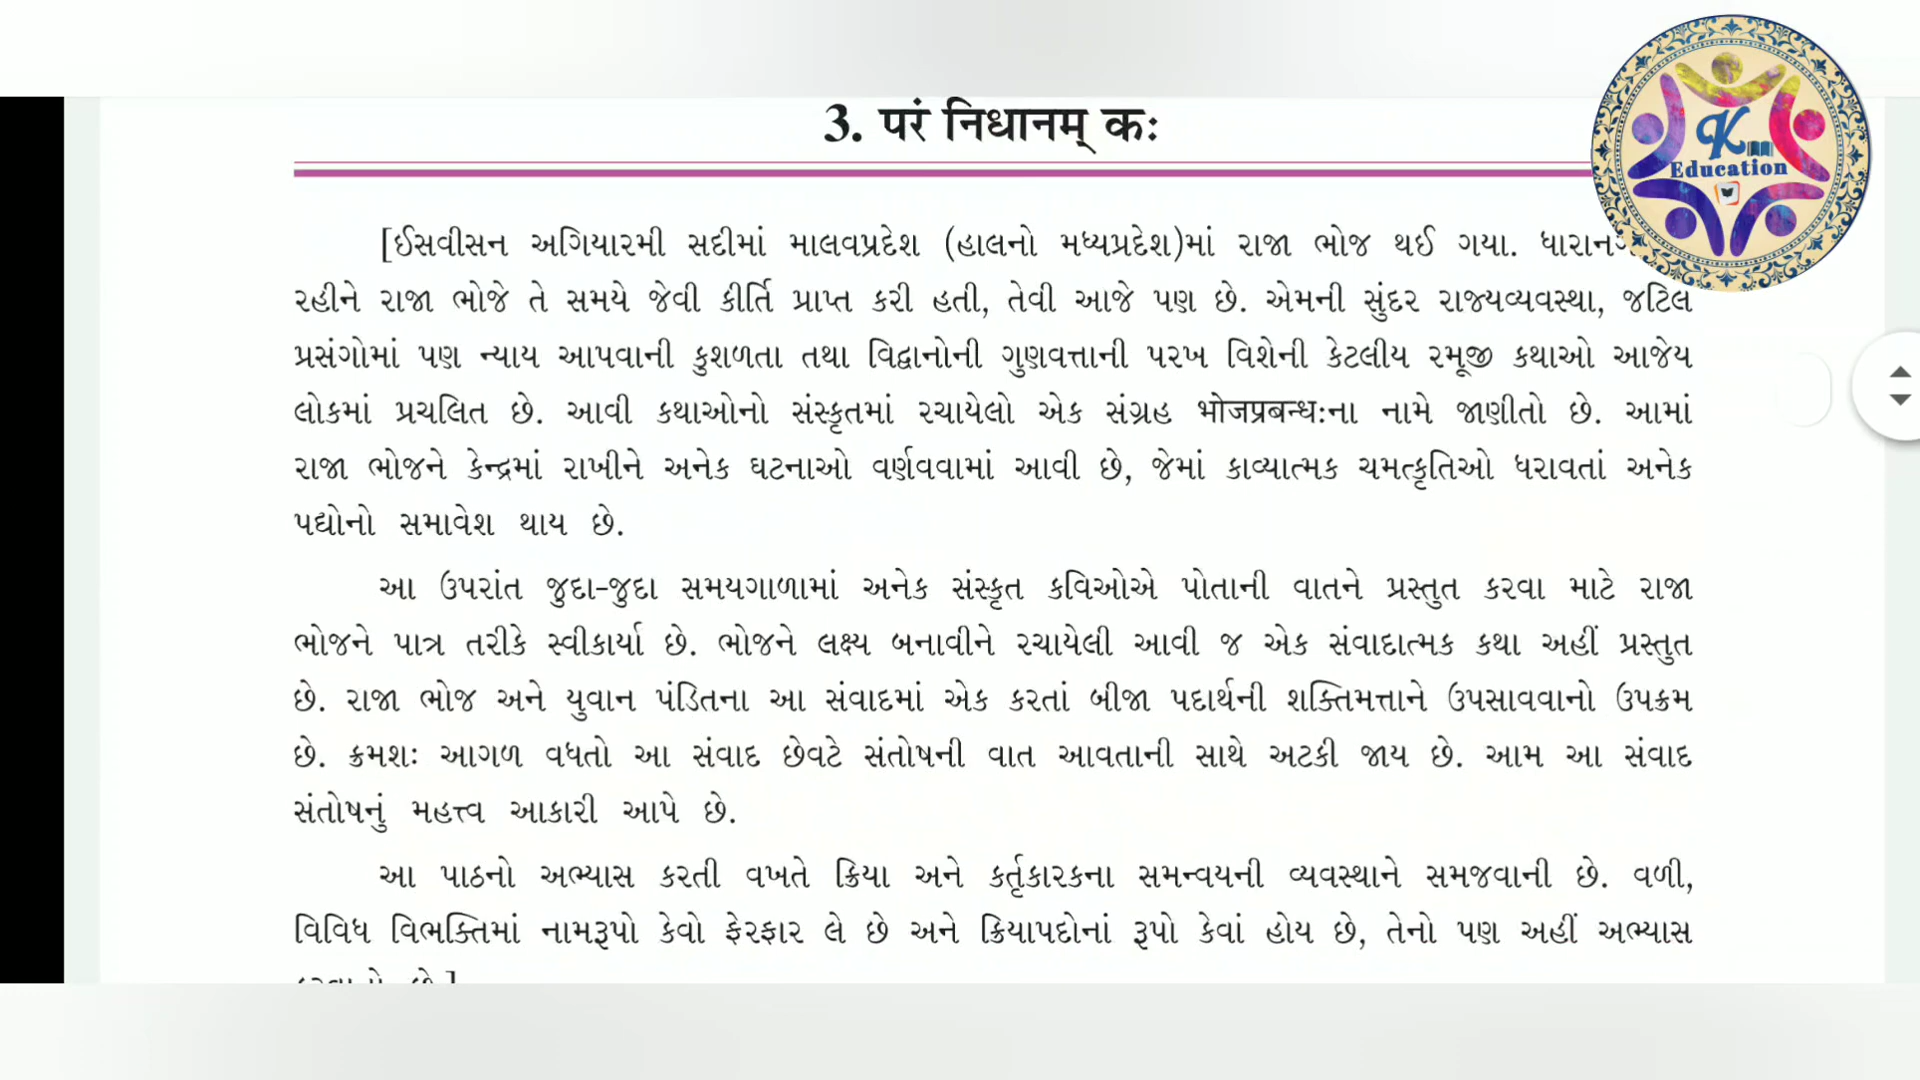 3. परं निधानम् कः
K
Education
[ઈસવીસન અગિયારમી સદીમાં માલવપ્રદેશ (હાલનો મધ્યપ્રદેશ)માં રાજા ભોજ થઈ ગયા.
રહીને રાજા ભોજે તે સમયે જેવી કીર્તિ પ્રાપ્ત કરી હતી, તેવી આજે પણ છે. એમની સુંદર રાજ્યવ્યવસ્થા, જટિલ
પ્રસંગોમાં પણ ન્યાય આપવાની કુશળતા તથા વિદ્વાનોની ગુણવત્તાની પરખ વિશેની કેટલીય રમૂજી કથાઓ આજેય
લોકમાં પ્રચલિત છે. આવી કથાઓનો સંસ્કૃતમાં રચાયેલો એક સંગ્રહ भोजप्रबन्धःના નામે જાણીતો છે. આમાં
રાજા ભોજને કેન્દ્રમાં રાખીને અનેક ઘટનાઓ વર્ણવવામાં આવી છે, જેમાં કાવ્યાત્મક ચમત્કૃતિઓ ધરાવતાં અનેક
પદ્યોનો સમાવેશ થાય છે.
આ ઉપરાંત જુદા-જુદા સમયગાળામાં અનેક સંસ્કૃત કવિઓએ પોતાની વાતને પ્રસ્તુત કરવા માટે રાજા
ભોજને પાત્ર તરીકે સ્વીકાર્યા છે. ભોજને લક્ષ્ય બનાવીને રચાયેલી આવી જ એક સંવાદાત્મક કથા અહીં પ્રસ્તુત
છે. રાજા ભોજ અને યુવાન પંડિતના આ સંવાદમાં એક કરતાં બીજા પદાર્થની શક્તિમત્તાને ઉપસાવવાનો ઉપક્રમ
છે. ક્રમશઃ આગળ વધતો આ સંવાદ છેવટે સંતોષની વાત આવતાની સાથે અટકી જાય છે. આમ આ સંવાદ
સંતોષનું મહત્ત્વ આકારી આપે છે.
આ પાઠનો અભ્યાસ કરતી વખતે ક્રિયા અને કર્તૃકારકના સમન્વયની વ્યવસ્થાને સમજવાની છે. વળી,
વિવિધ વિભક્તિમાં નામરૂપો કેવો ફેરફાર લે છે અને ક્રિયાપદોનાં રૂપો કેવાં હોય છે, તેનો પણ અહીં અભ્યાસ